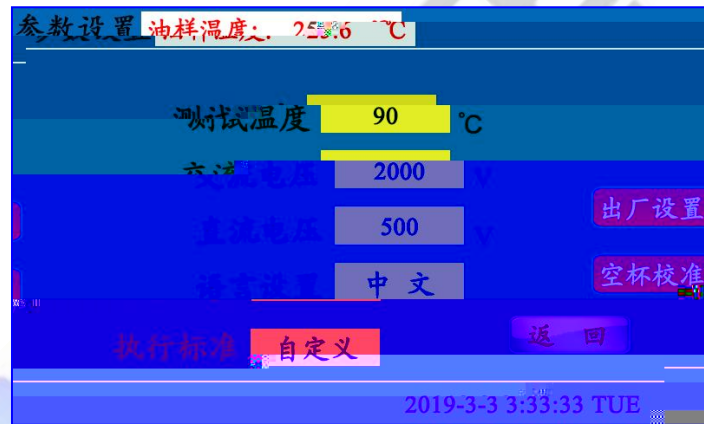 参数设置 油样温度： 255.6 ℃
测试温度 90 ℃
交流电压 2000 V
直流电压 500 V
出厂设置
语言设置 中文
空杯校准
执行标准 自定义
返 回
2019-3-3 3:33:33 TUE